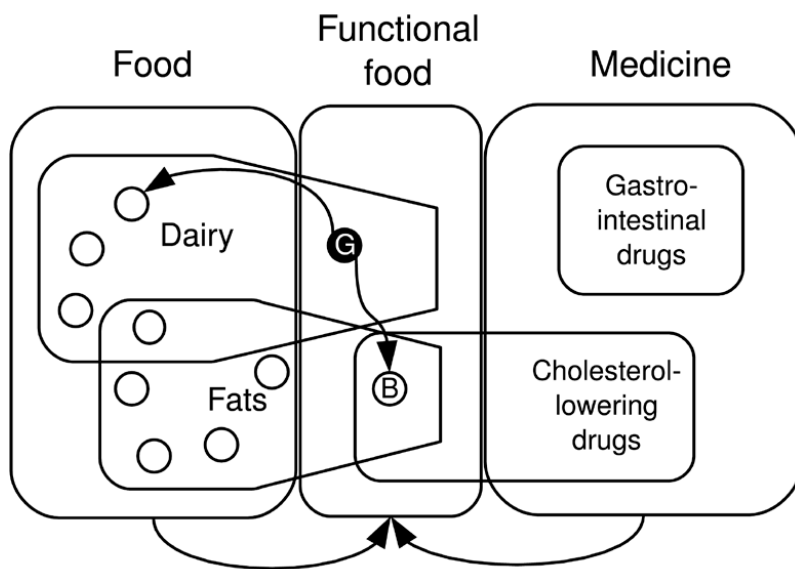 Food
Functional
food
Medicine
Gastro-
intestinal
drugs
Dairy
G
Fats
B
Cholesterol-
lowering
drugs